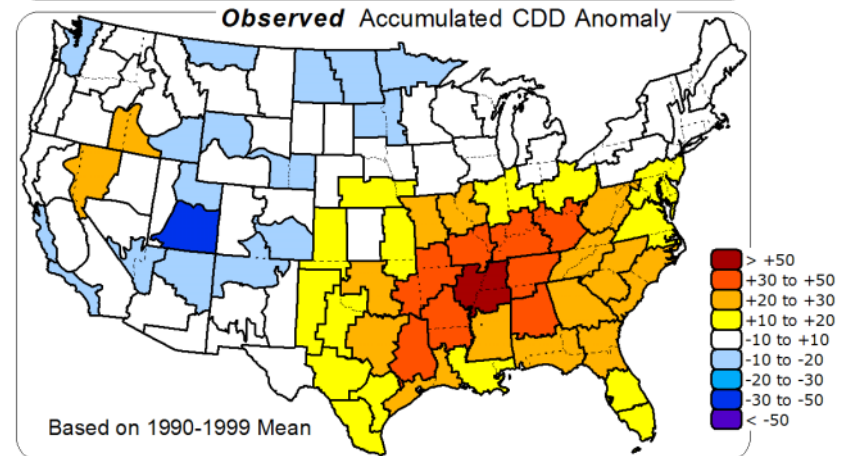 Observed Accumulated CDD Anomaly
> +50
+30 to +50
+20 to +30
+10 to +20
-10 to +10
-10 to -20
-20 to -30
-30 to -50
< -50
Based on 1990-1999 Mean